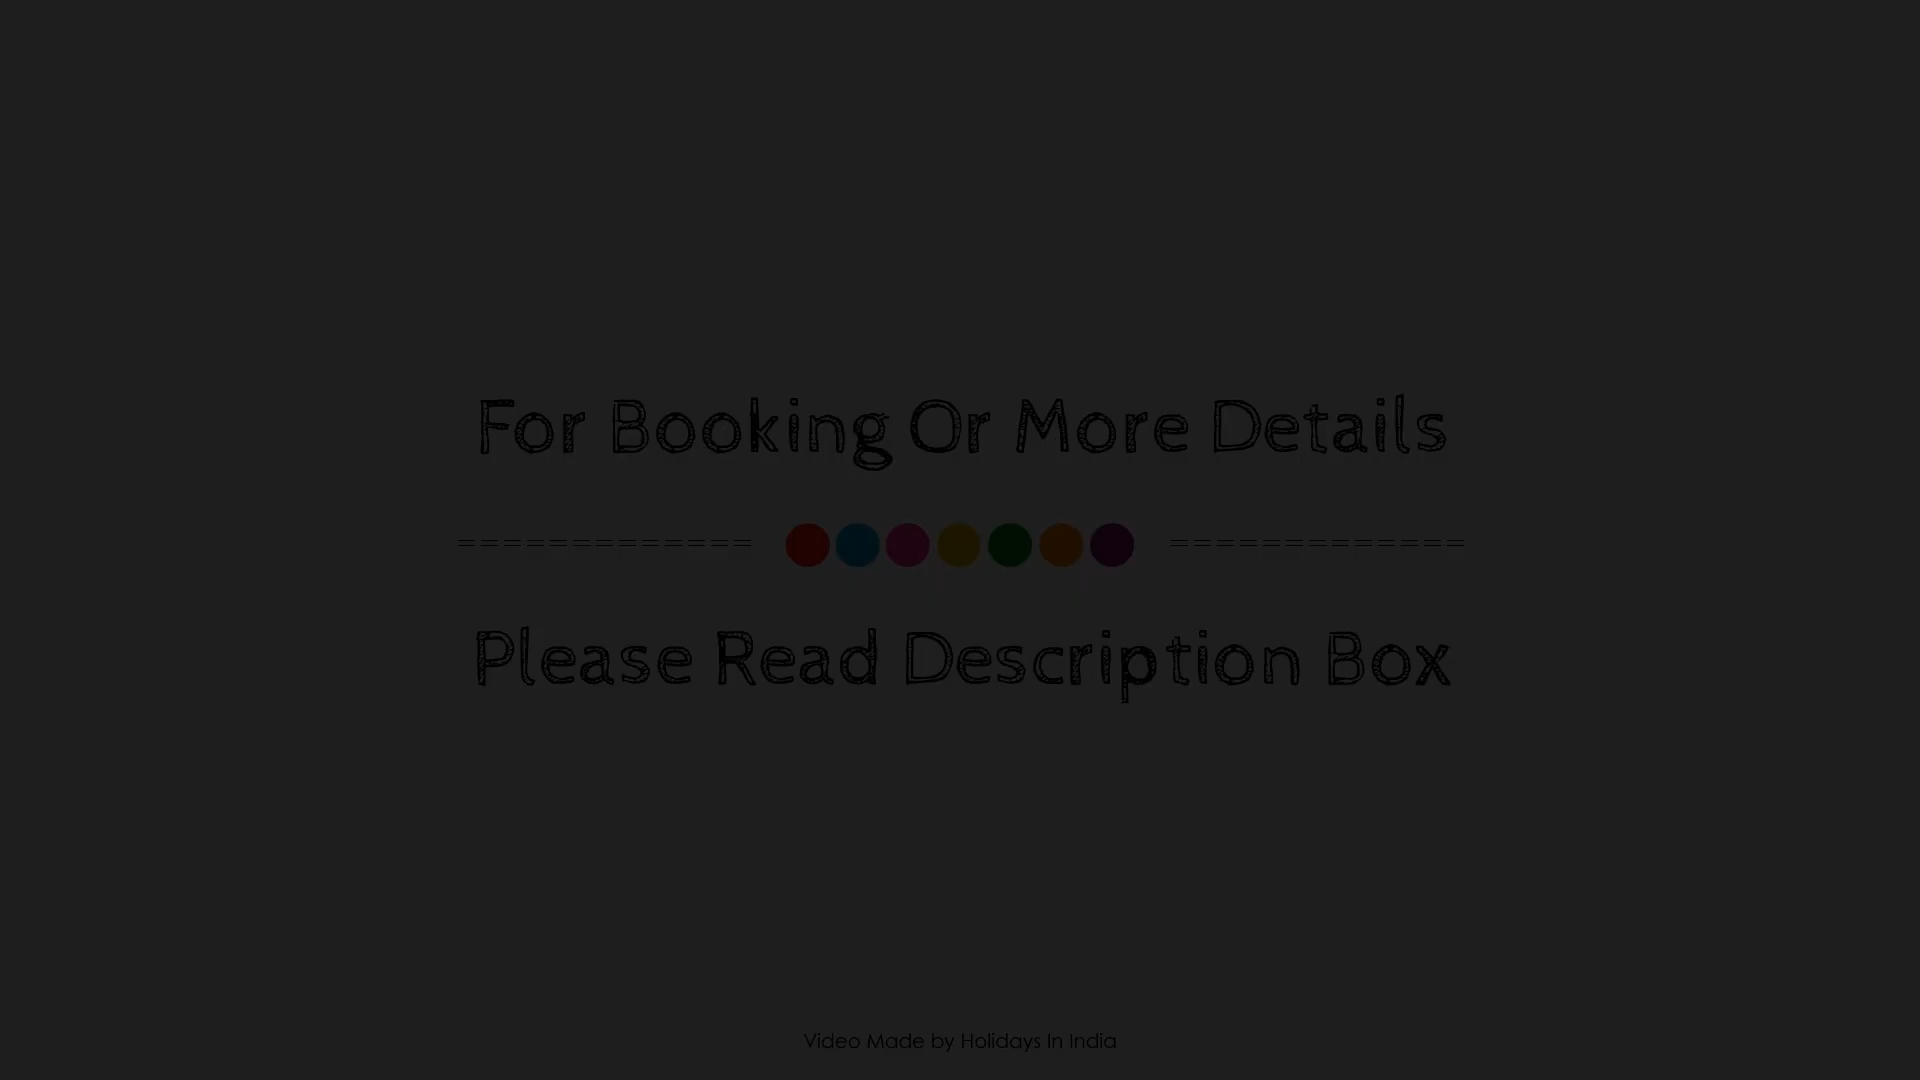 For Booking Or More Details
============= =============
Please Read Description Box
Video Made by Holidays In India